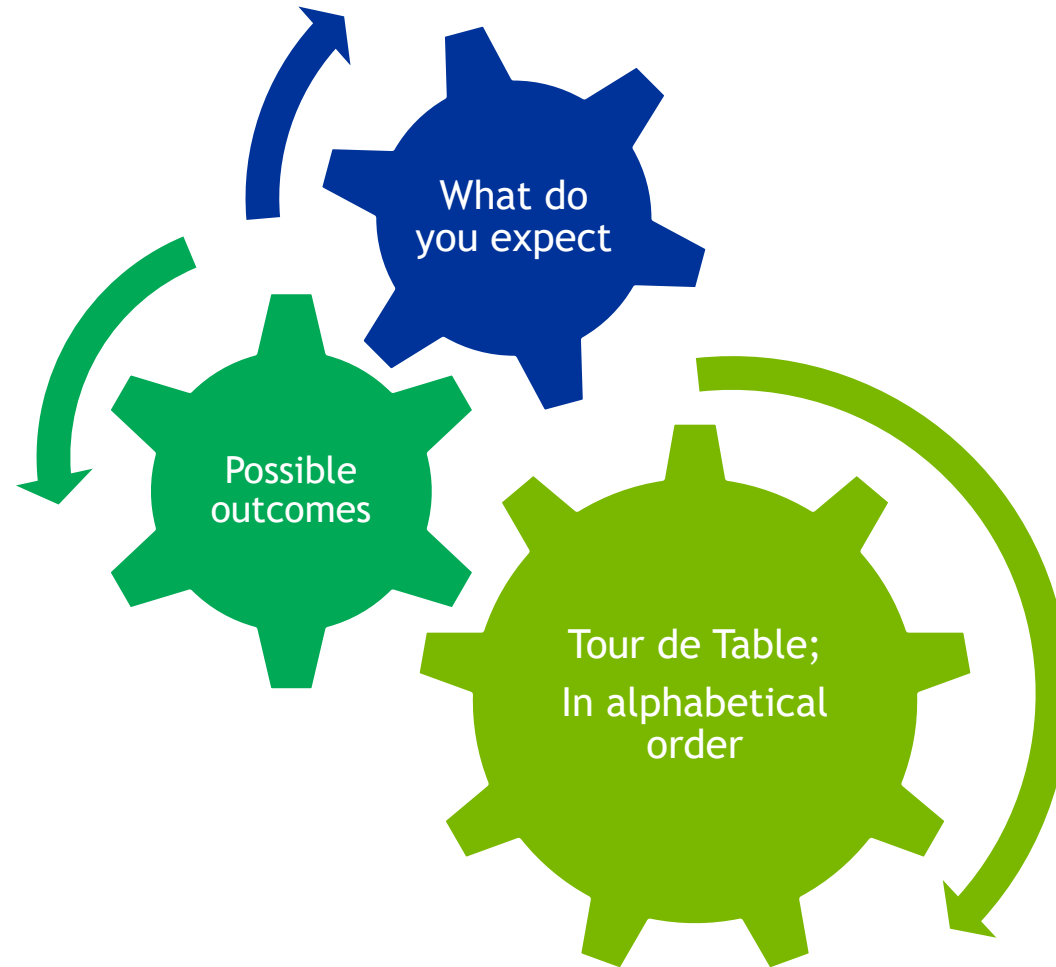 What do
you expect
Possible
outcomes
Tour de Table;
In alphabetical
order